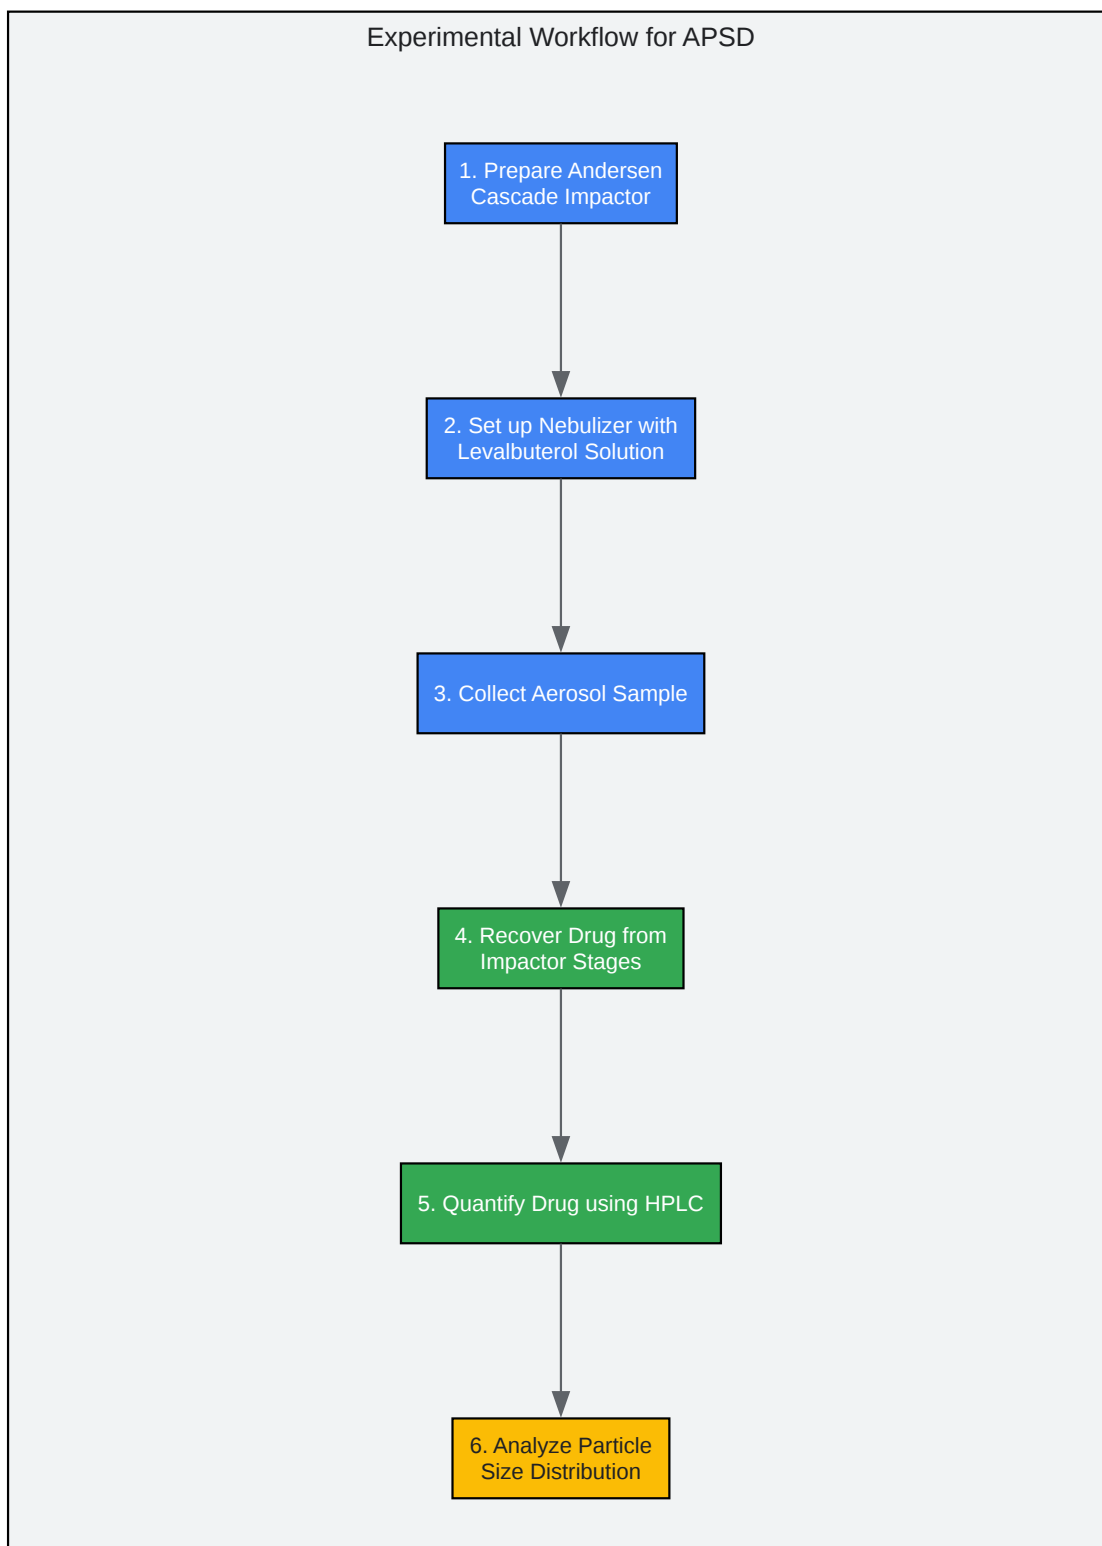 Experimental Workflow for APSD
1. Prepare Andersen
Cascade Impactor
2. Set up Nebulizer with
Levalbuterol Solution
3. Collect Aerosol Sample
4. Recover Drug from
Impactor Stages
5. Quantify Drug using HPLC
6. Analyze Particle
Size Distribution